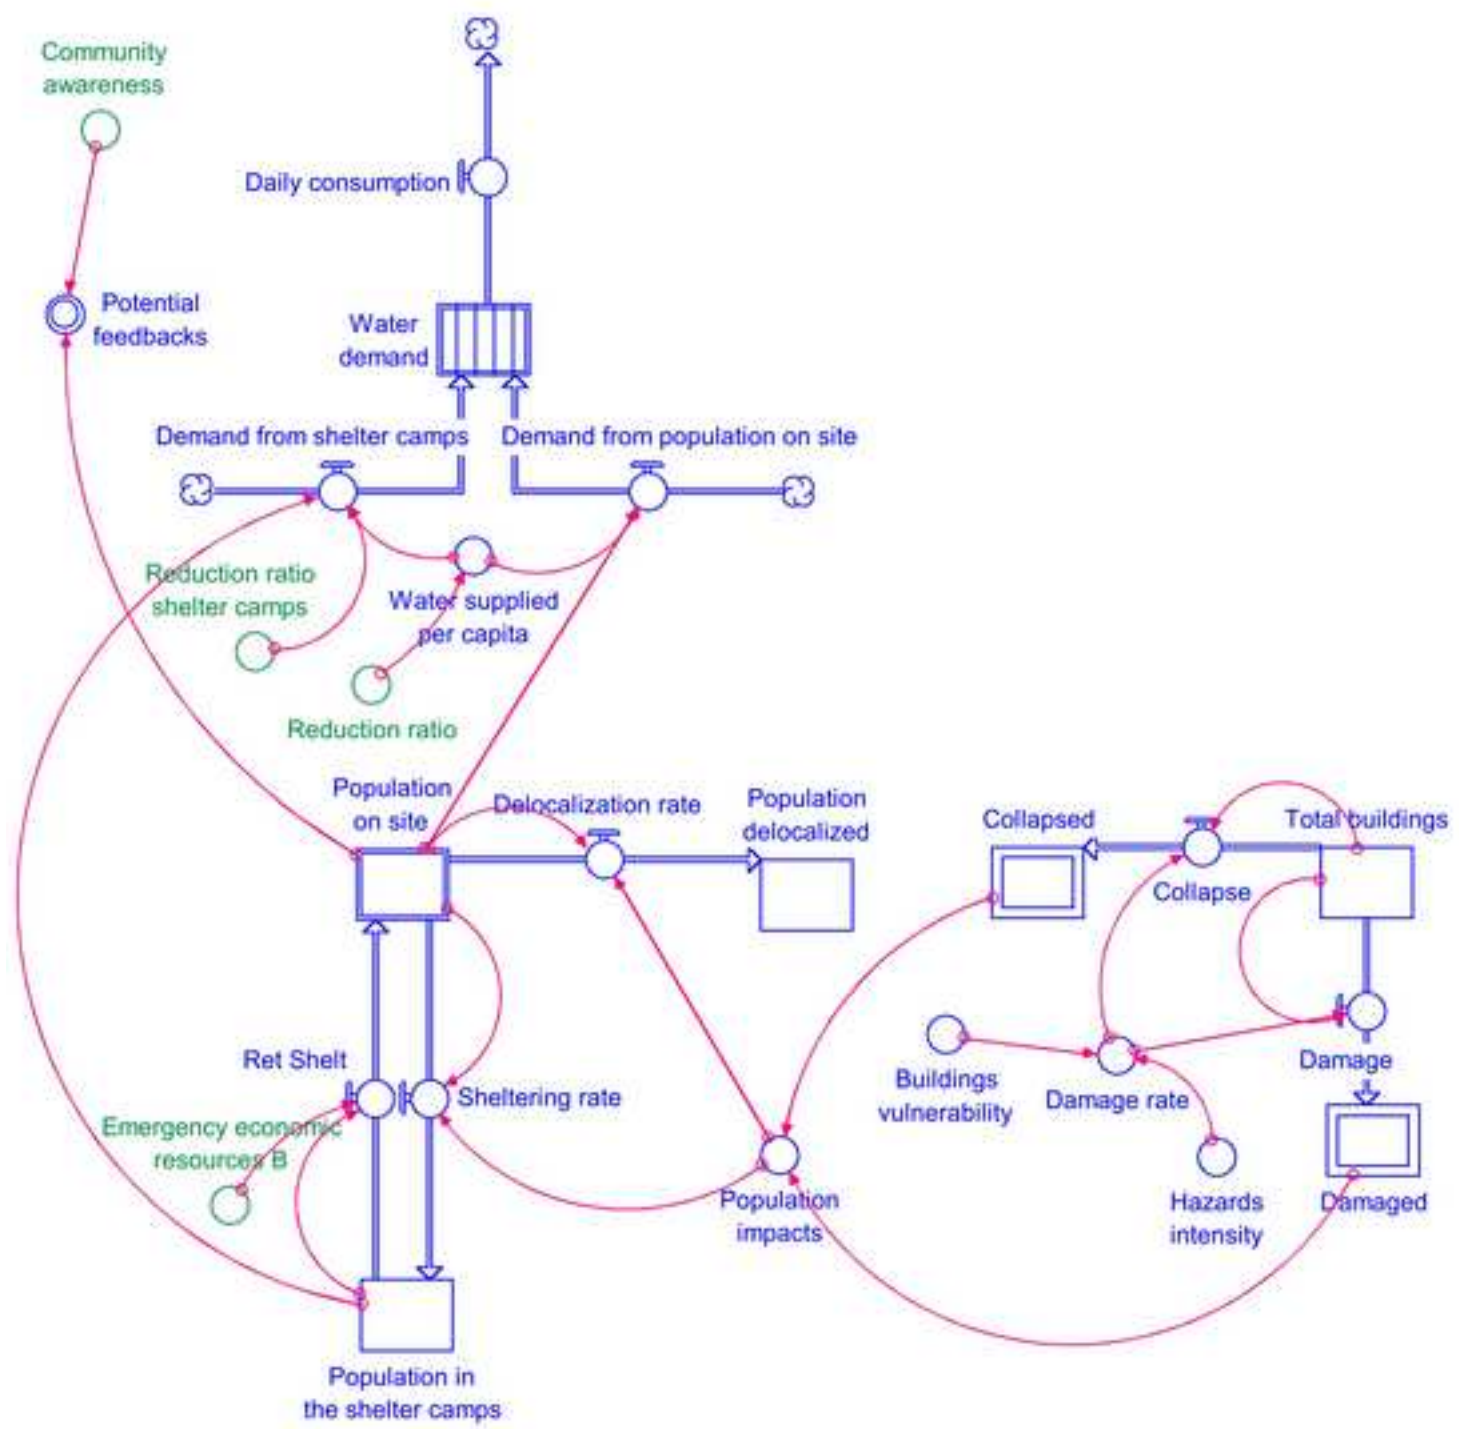 Community
awareness
Daily consumption
Potential
feedbacks
Water
demand
Demand from shelter camps
Demand from population on site
Reduction ratio
shelter camps
Water supplied
per capita
Reduction ratio
Population
on site
Delocalization rate
Population
delocalized
Collapsed
Total buildings
Collapse
Ret Shelt
Sheltering rate
Emergency economic
resources B
Buildings
vulnerability
Damage rate
Damage
Population
impacts
Hazards
intensity
Damaged
Population in
the shelter camps